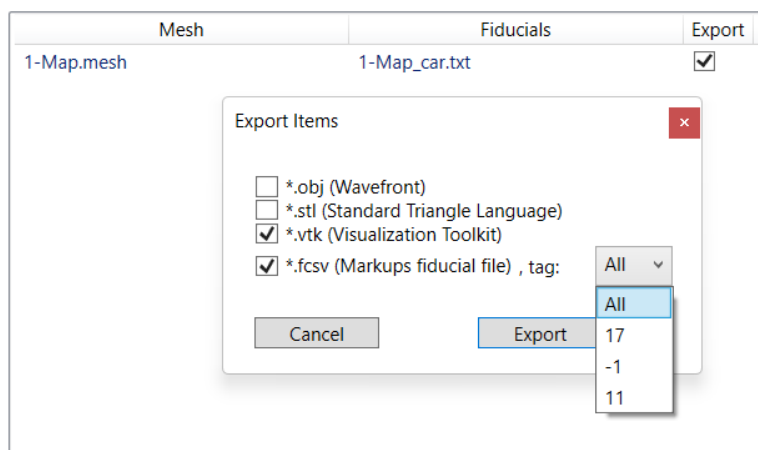 Mesh Fiducials Export
1-Map.mesh 1-Map_car.txt
Export Items
*.obj (Wavefront)
*.stl (Standard Triangle Language)
*.vtk (Visualization Toolkit)
*.fcsv (Markups fiducial file) , tag: All
All
17
-1
11
Cancel Export